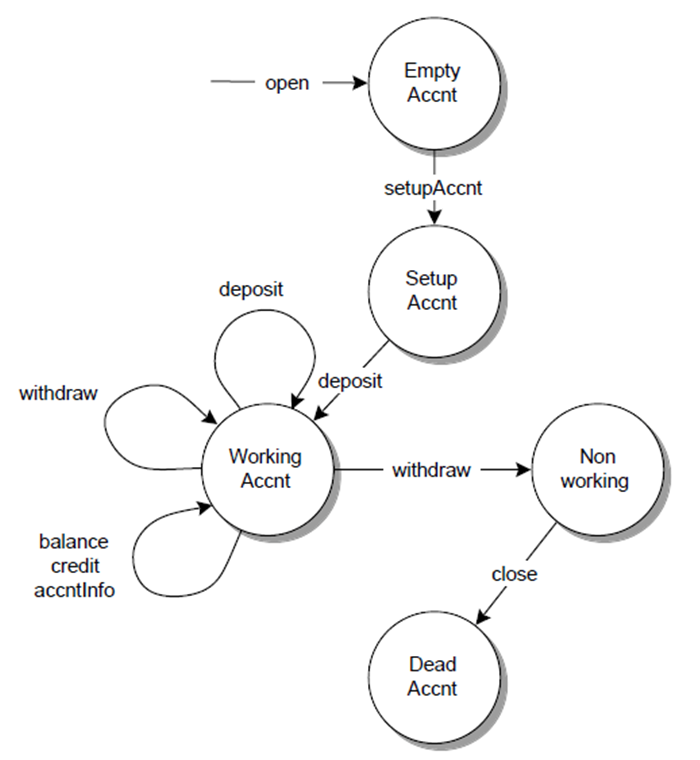 open
Empty
Accnt
setupAccnt
Setup
Accnt
deposit
deposit
withdraw
Working
Accnt
withdraw
Non
working
balance
credit
accntInfo
close
Dead
Accnt